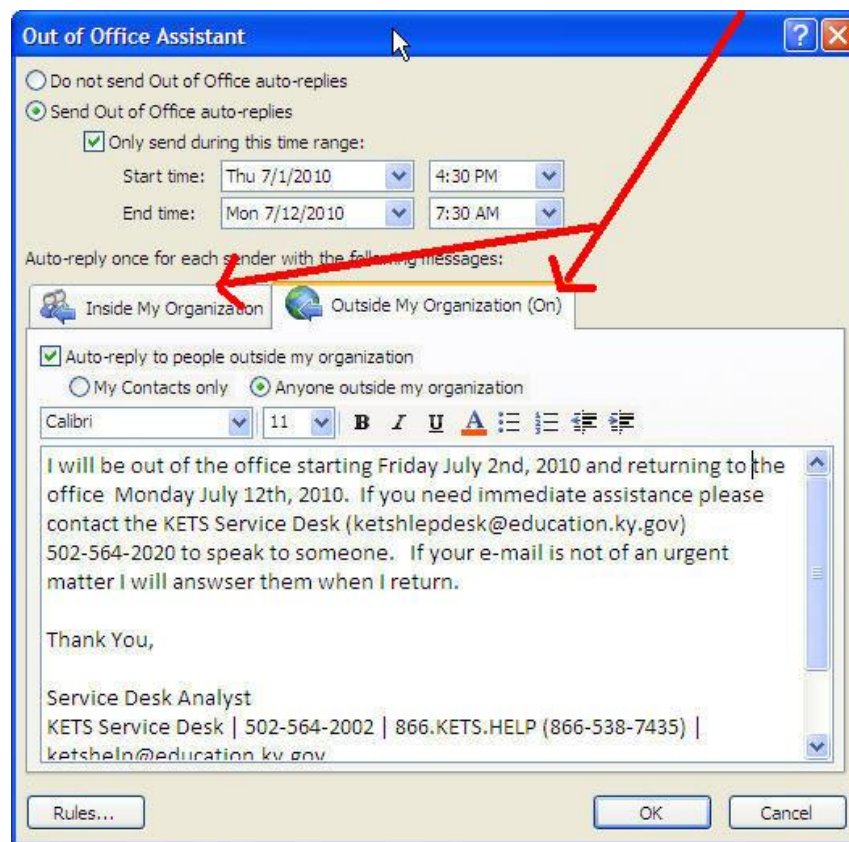 Out of Office Assistant
Do not send Out of Office auto-replies
Send Out of Office auto-replies
Only send during this time range:
Start time: Thu 7/1/2010 4:30 PM
End time: Mon 7/12/2010 7:30 AM
Auto-reply once for each sender with the following messages:
Inside My Organization Outside My Organization (On)
Auto-reply to people outside my organization
My Contacts only Anyone outside my organization
Calibri 11 B I U A
I will be out of the office starting Friday July 2nd, 2010 and returning to the
office Monday July 12th, 2010. If you need immediate assistance please
contact the KETS Service Desk (ketshlepdesk@education.ky.gov)
502-564-2020 to speak to someone. If your e-mail is not of an urgent
matter I will answser them when I return.
Thank You,
Service Desk Analyst
KETS Service Desk | 502-564-2002 | 866.KETS.HELP (866-538-7435) |
ketshelp@education.ky.gov
Rules... OK Cancel